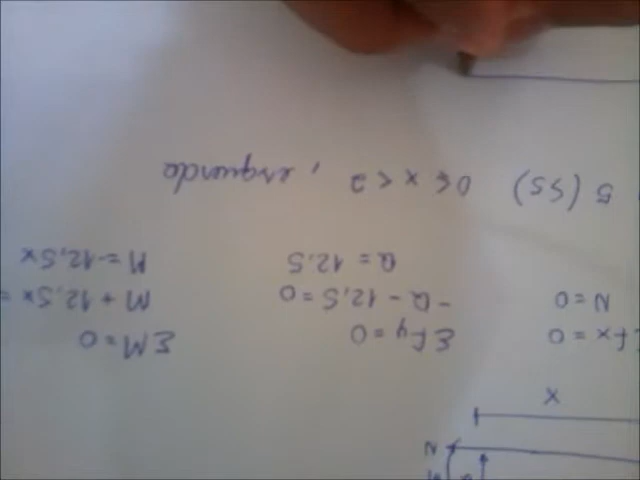 N
x
Fx = 0 ΣFy = 0 ΣM = 0
N = 0 -Q - 12,5 = 0 M + 12,5x =
Q = 12,5 M = -12,5x
5 (SS) 0 ≤ x < 2 , esquerda